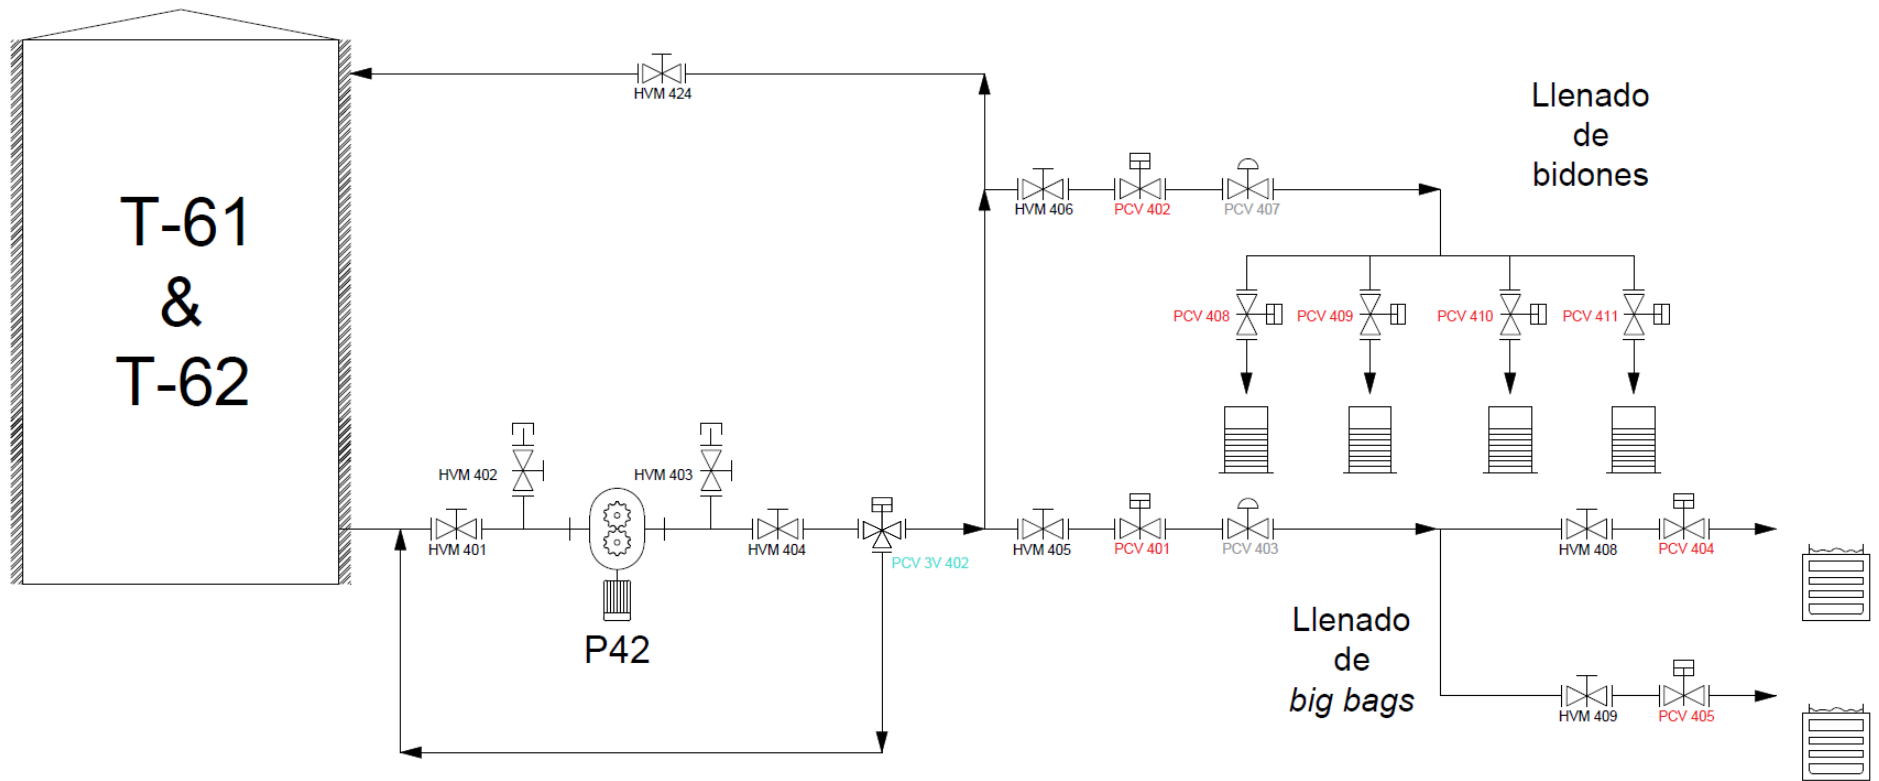 T-61
&
T-62
HVM 424
Llenado
de
bidones
HVM 406
PCV 402
PCV 407
PCV 408
PCV 409
PCV 410
PCV 411
HVM 402
HVM 403
HVM 401
HVM 404
PCV 3V 402
HVM 405
PCV 401
PCV 403
HVM 408
PCV 404
P42
Llenado
de
big bags
HVM 409
PCV 405